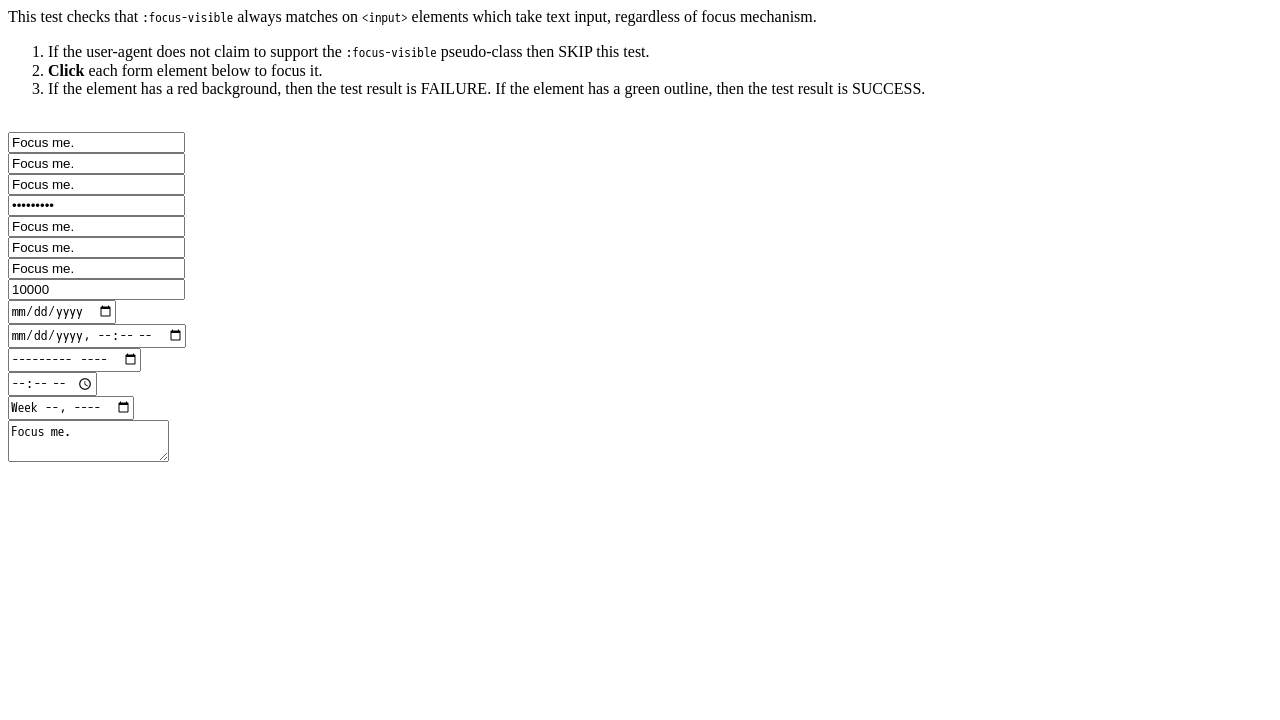 This test checks that :focus-visible always matches on <input> elements which take text input, regardless of focus mechanism.
1. If the user-agent does not claim to support the :focus-visible pseudo-class then SKIP this test.
2. Click each form element below to focus it.
3. If the element has a red background, then the test result is FAILURE. If the element has a green outline, then the test result is SUCCESS.
Focus me.
Focus me.
Focus me.
•••••••••
Focus me.
Focus me.
Focus me.
10000
mm/dd/yyyy
mm/dd/yyyy, --:-- --
--------- ----
--:-- --
Week --, ----
Focus me.